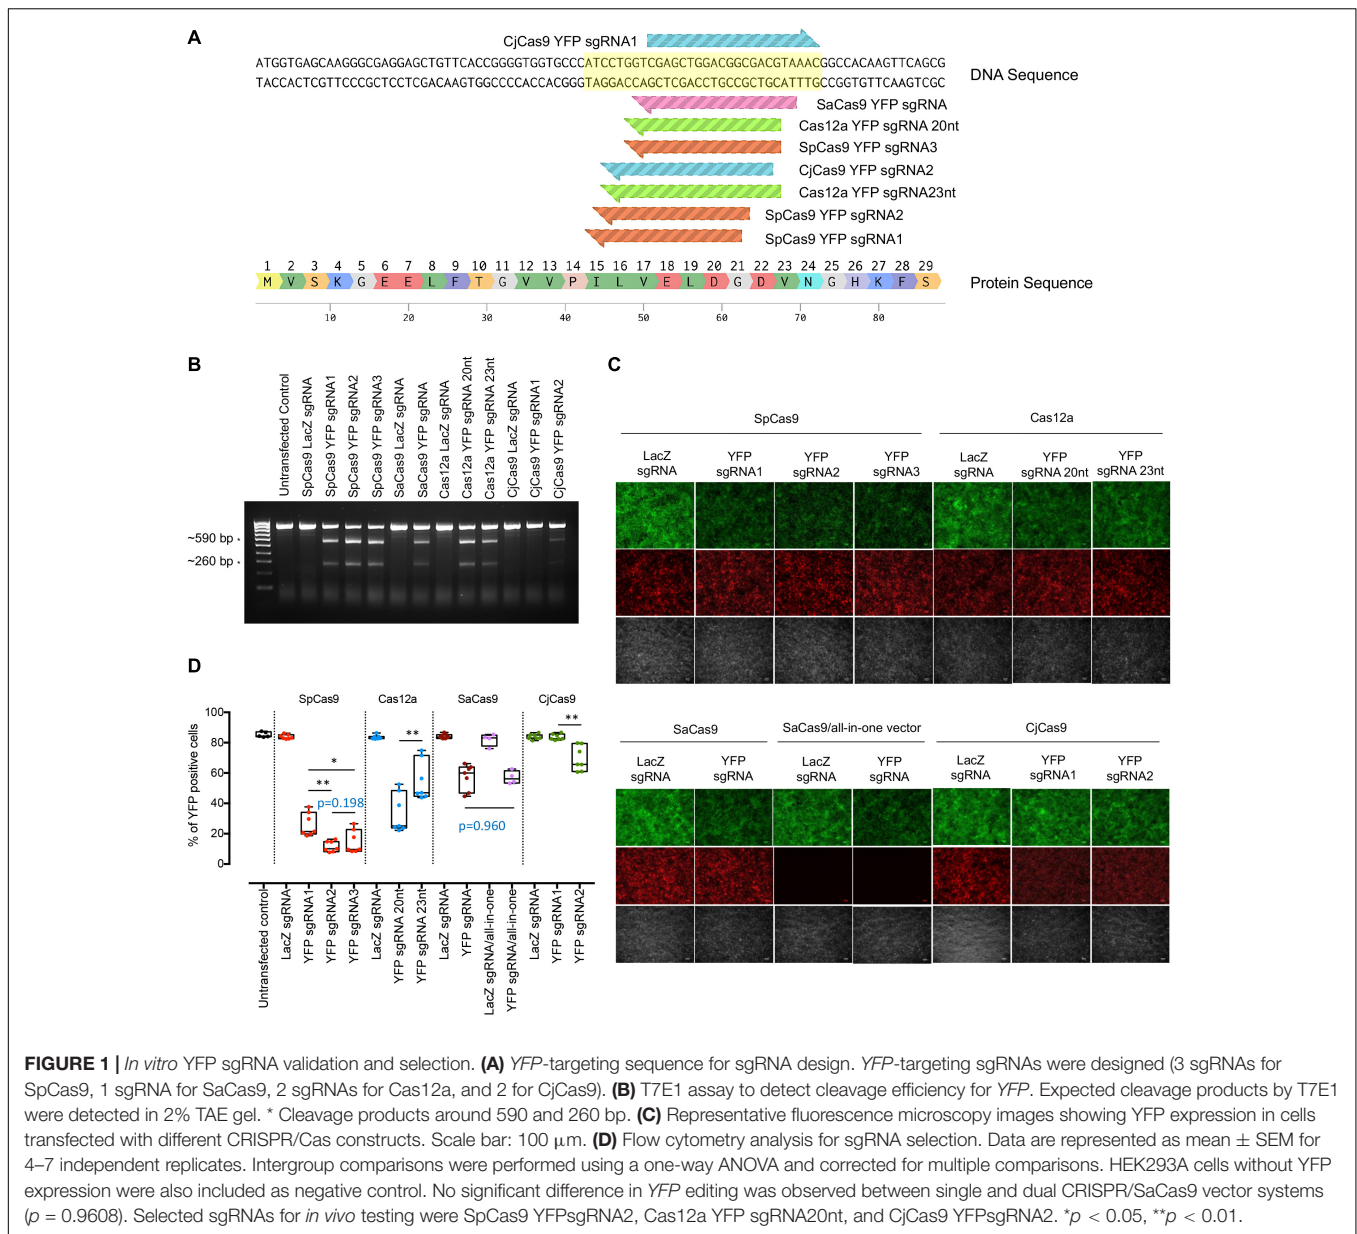 A
CjCas9 YFP sgRNA1
ATGGTGAGCAAGGGCGAGGAGCTGTTCACCGGGGTGGTGCCCATCCTGGTCGAGCTGGACGGCGACGTAAACGGCCACAAGTTCAGCG
TACCACTCGTTCCCGCTCCTCGACAAGTGGCCCCACCACGGGTAGGACCAGCTCGACCTGCCGCTGCATTTGCCGGTGTTCAAGTCGC
DNA Sequence
SaCas9 YFP sgRNA
Cas12a YFP sgRNA 20nt
SpCas9 YFP sgRNA3
CjCas9 YFP sgRNA2
Cas12a YFP sgRNA23nt
SpCas9 YFP sgRNA2
SpCas9 YFP sgRNA1
1 2 3 4 5 6 7 8 9 10 11 12 13 14 15 16 17 18 19 20 21 22 23 24 25 26 27 28 29
M V S K G E E L F T G V V P I L V E L D G D V N G H K F S
Protein Sequence
10 20 30 40 50 60 70 80
B
Untransfected Control
SpCas9 LacZ sgRNA
SpCas9 YFP sgRNA1
SpCas9 YFP sgRNA2
SpCas9 YFP sgRNA3
SaCas9 LacZ sgRNA
SaCas9 YFP sgRNA
Cas12a LacZ sgRNA
Cas12a YFP sgRNA 20nt
Cas12a YFP sgRNA 23nt
CjCas9 LacZ sgRNA
CjCas9 YFP sgRNA1
CjCas9 YFP sgRNA2
~590 bp *
~260 bp *
C
SpCas9 Cas12a
LacZ sgRNA
YFP sgRNA1
YFP sgRNA2
YFP sgRNA3
LacZ sgRNA
YFP sgRNA 20nt
YFP sgRNA 23nt
SaCas9 SaCas9/all-in-one vector CjCas9
LacZ sgRNA
YFP sgRNA
LacZ sgRNA
YFP sgRNA
LacZ sgRNA
YFP sgRNA1
YFP sgRNA2
D
SpCas9 Cas12a SaCas9 CjCas9
% of YFP positive cells
100
80
60
40
20
0
*
**
p=0.198
**
p=0.960
**
Untransfected control
LacZ sgRNA
YFP sgRNA1
YFP sgRNA2
YFP sgRNA3
LacZ sgRNA
YFP sgRNA 20nt
YFP sgRNA 23nt
LacZ sgRNA
YFP sgRNA
LacZ sgRNA/all-in-one
YFP sgRNA/all-in-one
LacZ sgRNA
YFP sgRNA1
YFP sgRNA2
FIGURE 1 | In vitro YFP sgRNA validation and selection. (A) YFP-targeting sequence for sgRNA design. YFP-targeting sgRNAs were designed (3 sgRNAs for
SpCas9, 1 sgRNA for SaCas9, 2 sgRNAs for Cas12a, and 2 for CjCas9). (B) T7E1 assay to detect cleavage efficiency for YFP. Expected cleavage products by T7E1
were detected in 2% TAE gel. * Cleavage products around 590 and 260 bp. (C) Representative fluorescence microscopy images showing YFP expression in cells
transfected with different CRISPR/Cas constructs. Scale bar: 100 μm. (D) Flow cytometry analysis for sgRNA selection. Data are represented as mean ± SEM for
4–7 independent replicates. Intergroup comparisons were performed using a one-way ANOVA and corrected for multiple comparisons. HEK293A cells without YFP
expression were also included as negative control. No significant difference in YFP editing was observed between single and dual CRISPR/SaCas9 vector systems
(p = 0.9608). Selected sgRNAs for in vivo testing were SpCas9 YFPsgRNA2, Cas12a YFP sgRNA20nt, and CjCas9 YFPsgRNA2. *p < 0.05, **p < 0.01.